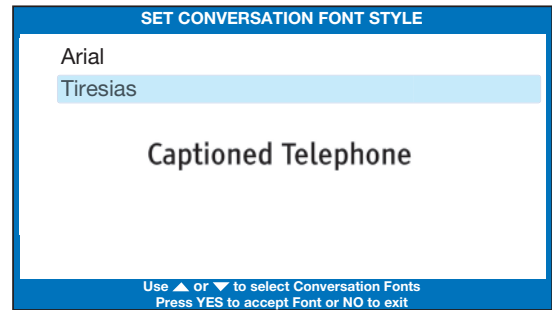 SET CONVERSATION FONT STYLE
Arial
Tiresias
Captioned Telephone
Use ▲ or ▼ to select Conversation Fonts
Press YES to accept Font or NO to exit